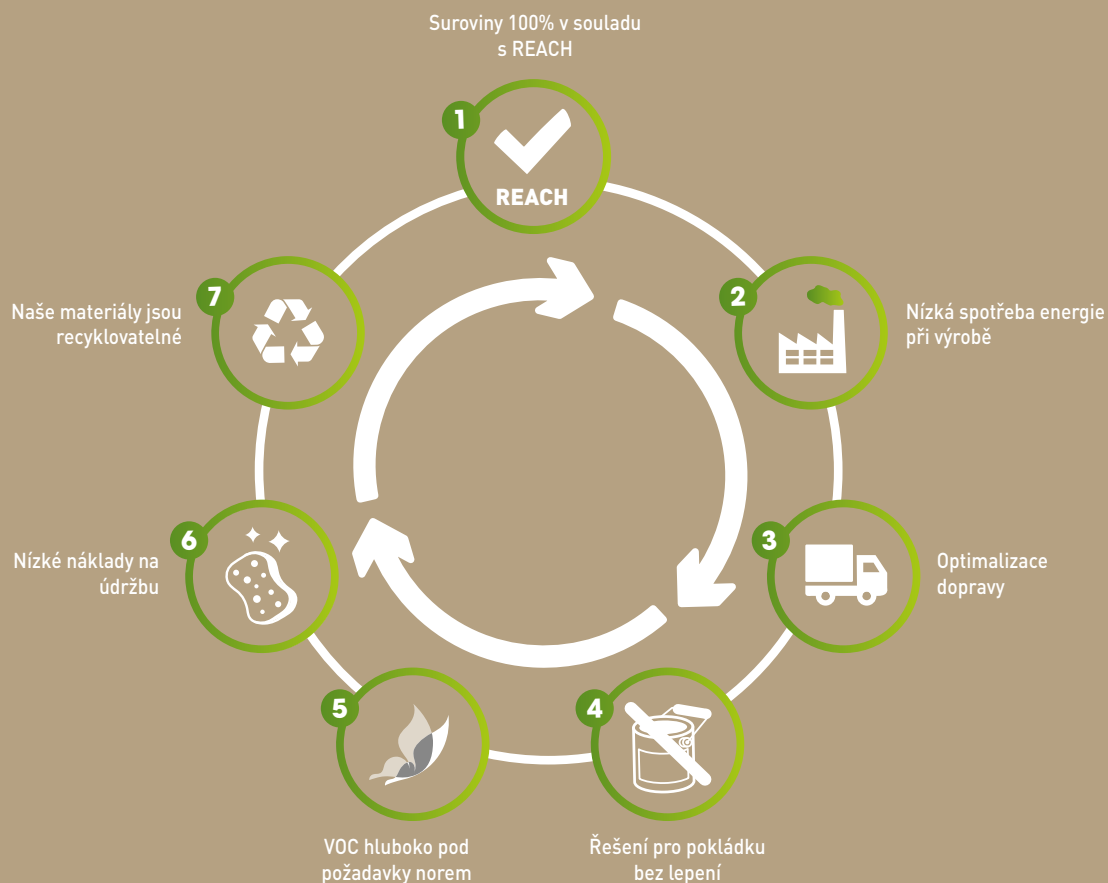 Suroviny 100% v souladu
s REACH
1
REACH
2
Nízká spotřeba energie
při výrobě
3
Optimalizace
dopravy
4
Řešení pro pokládku
bez lepení
5
VOC hluboko pod
požadavky norem
6
Nízké náklady na
údržbu
7
Naše materiály jsou
recyklovatelné